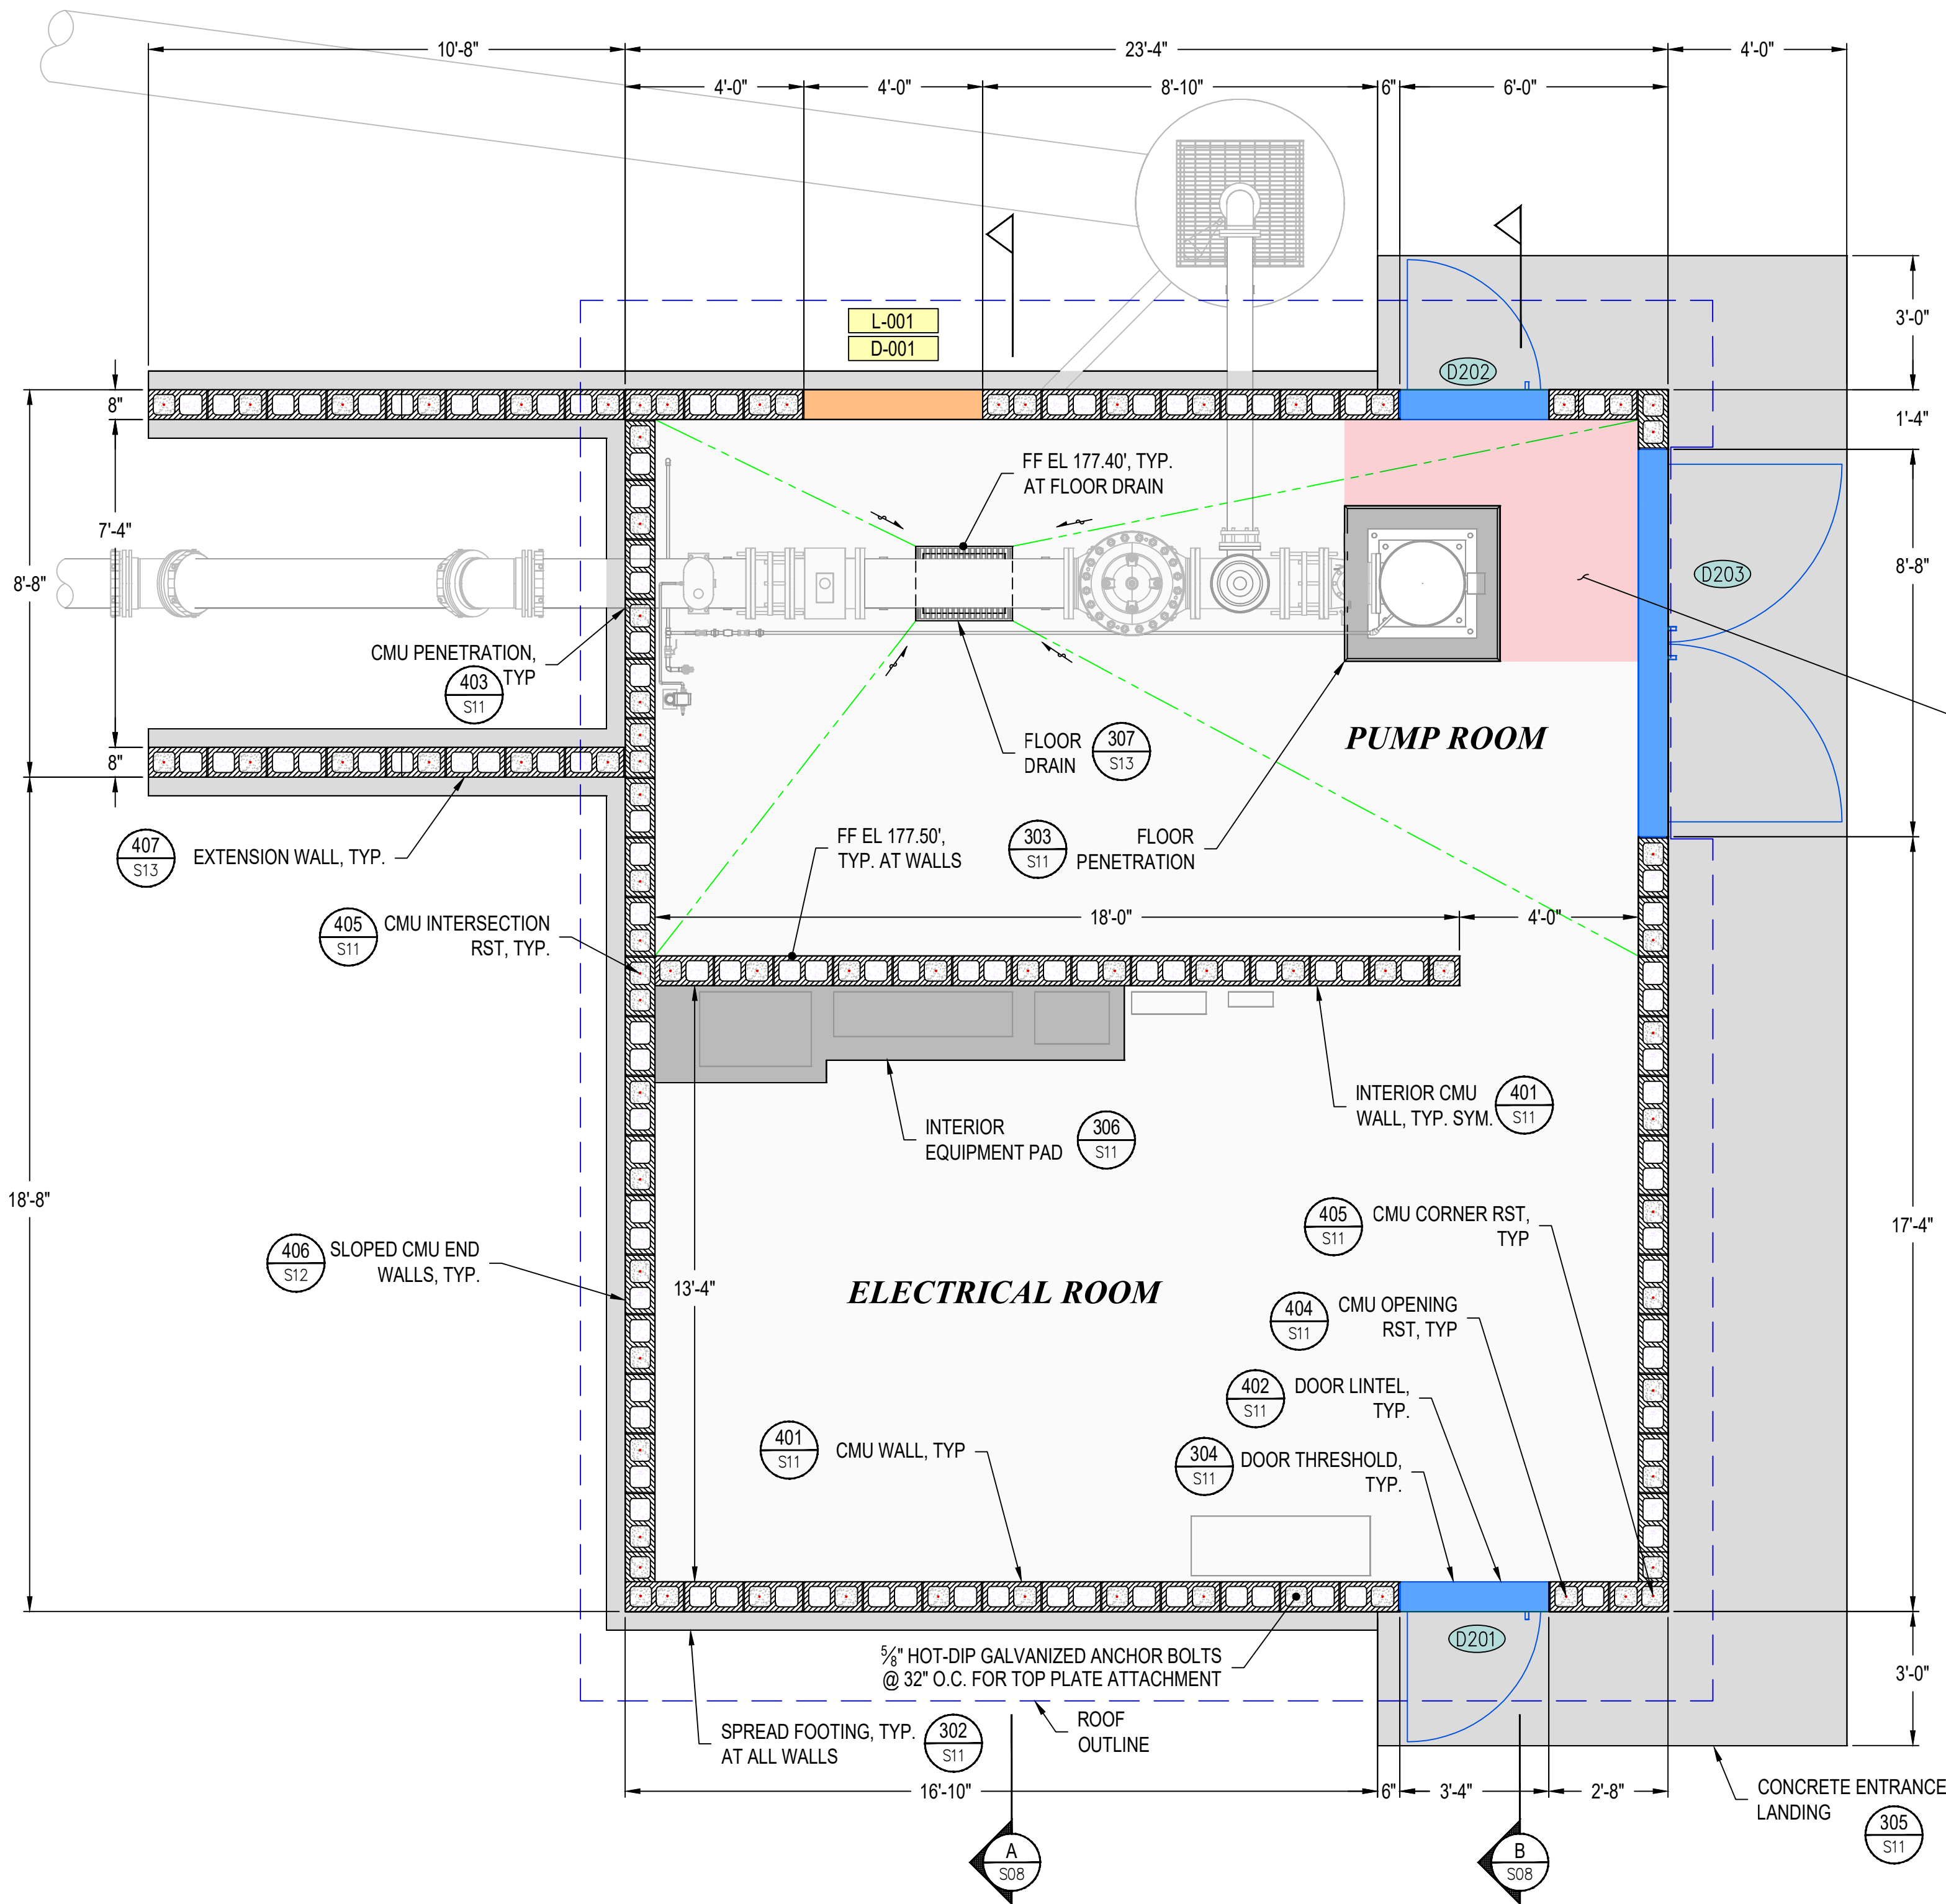 10'-8"
23'-4"
4'-0"
4'-0"
4'-0"
8'-10"
6"
6'-0"
L-001
D-001
D202
3'-0"
8"
1'-4"
FF EL 177.40', TYP.
AT FLOOR DRAIN
7'-4"
8'-8"
D203
8'-8"
CMU PENETRATION,
TYP
403
S11
PUMP ROOM
FLOOR
DRAIN
307
S13
8"
407
S13
EXTENSION WALL, TYP.
FF EL 177.50',
TYP. AT WALLS
303
S11
FLOOR
PENETRATION
405
S11
CMU INTERSECTION
RST, TYP.
18'-0"
4'-0"
INTERIOR CMU
WALL, TYP. SYM.
401
S11
INTERIOR
EQUIPMENT PAD
306
S11
18'-8"
17'-4"
405
S11
CMU CORNER RST,
TYP
406
S12
SLOPED CMU END
WALLS, TYP.
13'-4"
ELECTRICAL ROOM
404
S11
CMU OPENING
RST, TYP
402
S11
DOOR LINTEL,
TYP.
401
S11
CMU WALL, TYP
304
S11
DOOR THRESHOLD,
TYP.
D201
⅝" HOT-DIP GALVANIZED ANCHOR BOLTS
@ 32" O.C. FOR TOP PLATE ATTACHMENT
3'-0"
SPREAD FOOTING, TYP.
AT ALL WALLS
302
S11
ROOF
OUTLINE
16'-10"
6"
3'-4"
2'-8"
CONCRETE ENTRANCE
LANDING
305
S11
A
S08
B
S08